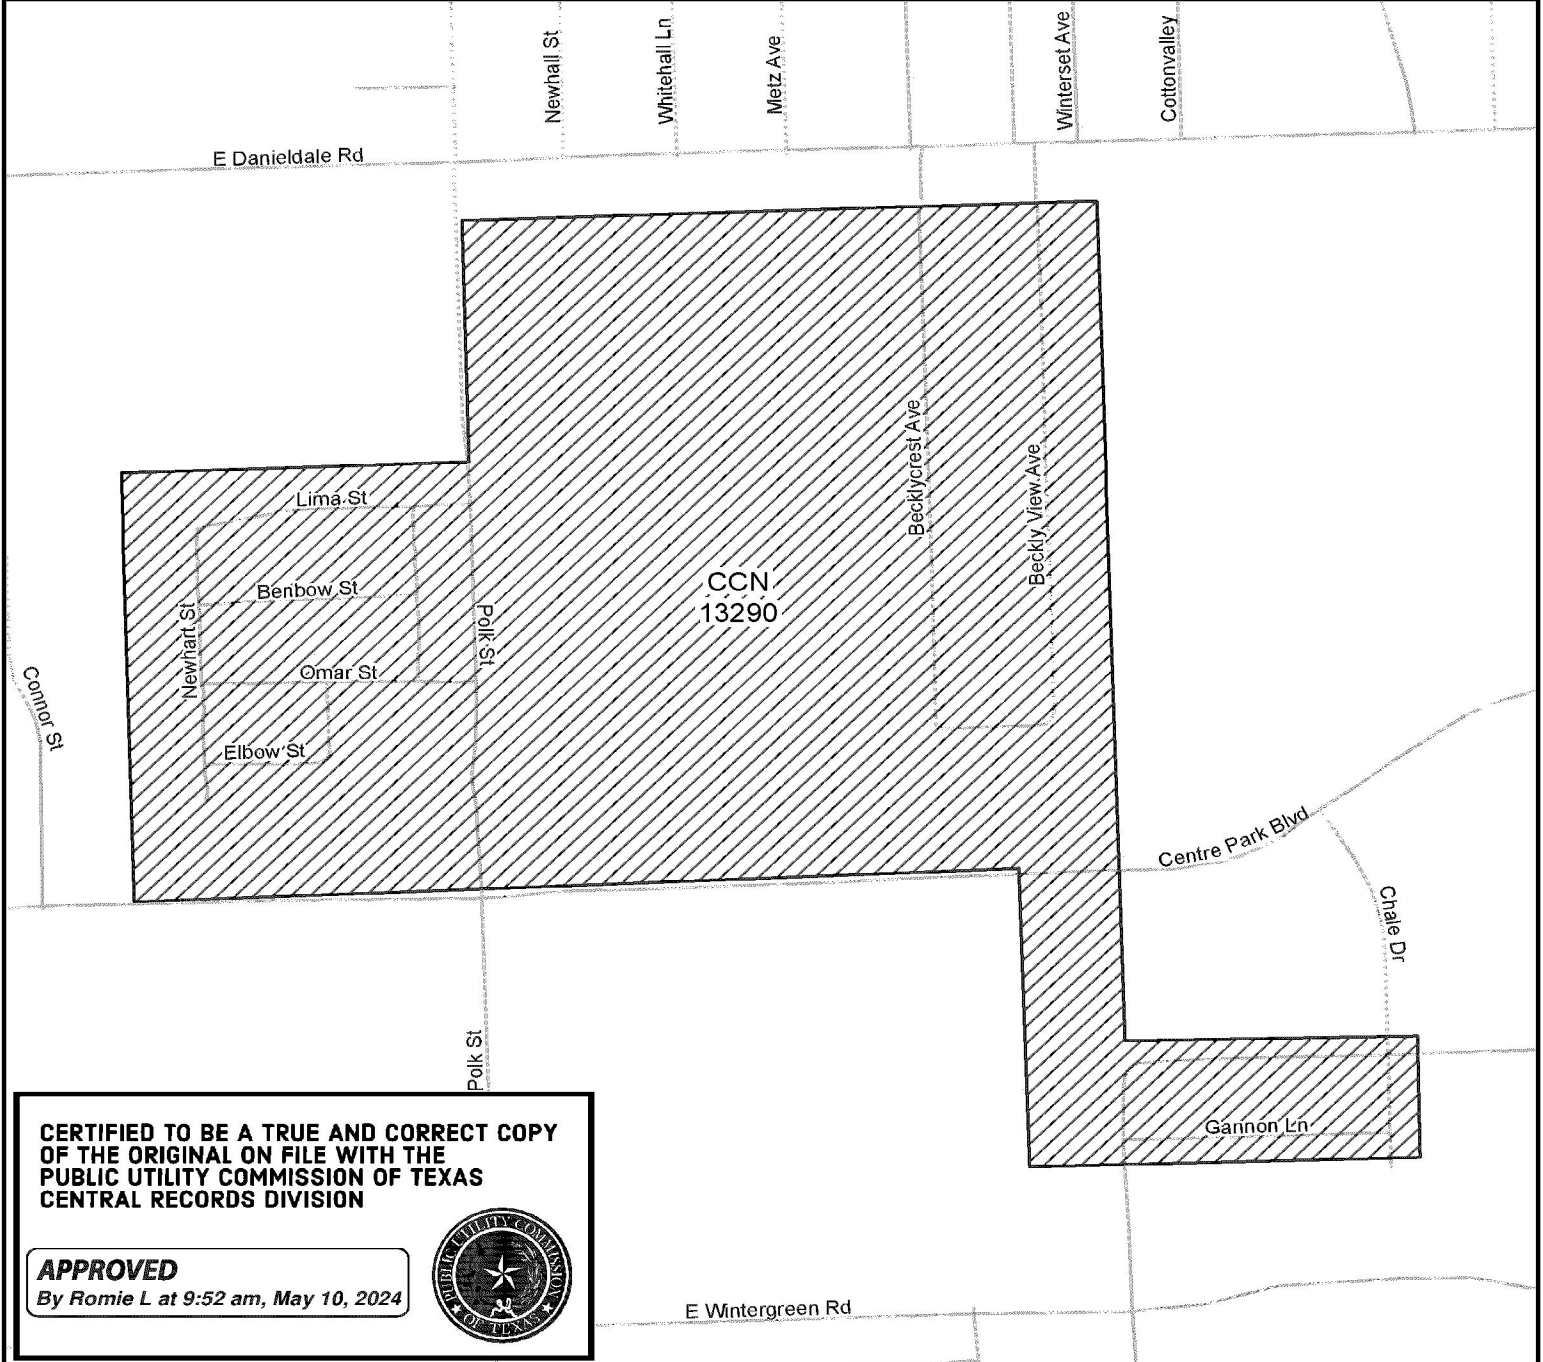 Newhall St
Whitehall Ln
Metz Ave
Winterset Ave
Cottonvalley
E Danieldale Rd
Becklycrest Ave
Beckly View Ave
Lima St
Benbow St
CCN
13290
Newhart St
Polk St
Omar St
Connor St
Elbow St
Centre Park Blvd
Chale Dr
Polk St
Gannon Ln
CERTIFIED TO BE A TRUE AND CORRECT COPY
OF THE ORIGINAL ON FILE WITH THE
PUBLIC UTILITY COMMISSION OF TEXAS
CENTRAL RECORDS DIVISION
APPROVED
By Romie L at 9:52 am, May 10, 2024
PUBLIC UTILITY COMMISSION
OF TEXAS
E Wintergreen Rd